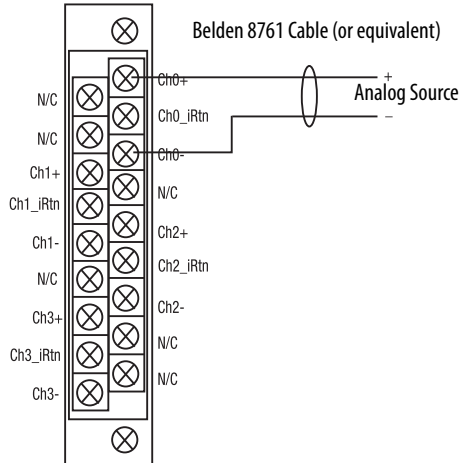 Belden 8761 Cable (or equivalent)
Ch0+
+
Analog Source
N/C
Ch0_iRtn
–
N/C
Ch0-
Ch1+
N/C
Ch1_iRtn
Ch2+
Ch1-
Ch2_iRtn
N/C
Ch2-
Ch3+
N/C
Ch3_iRtn
N/C
Ch3-